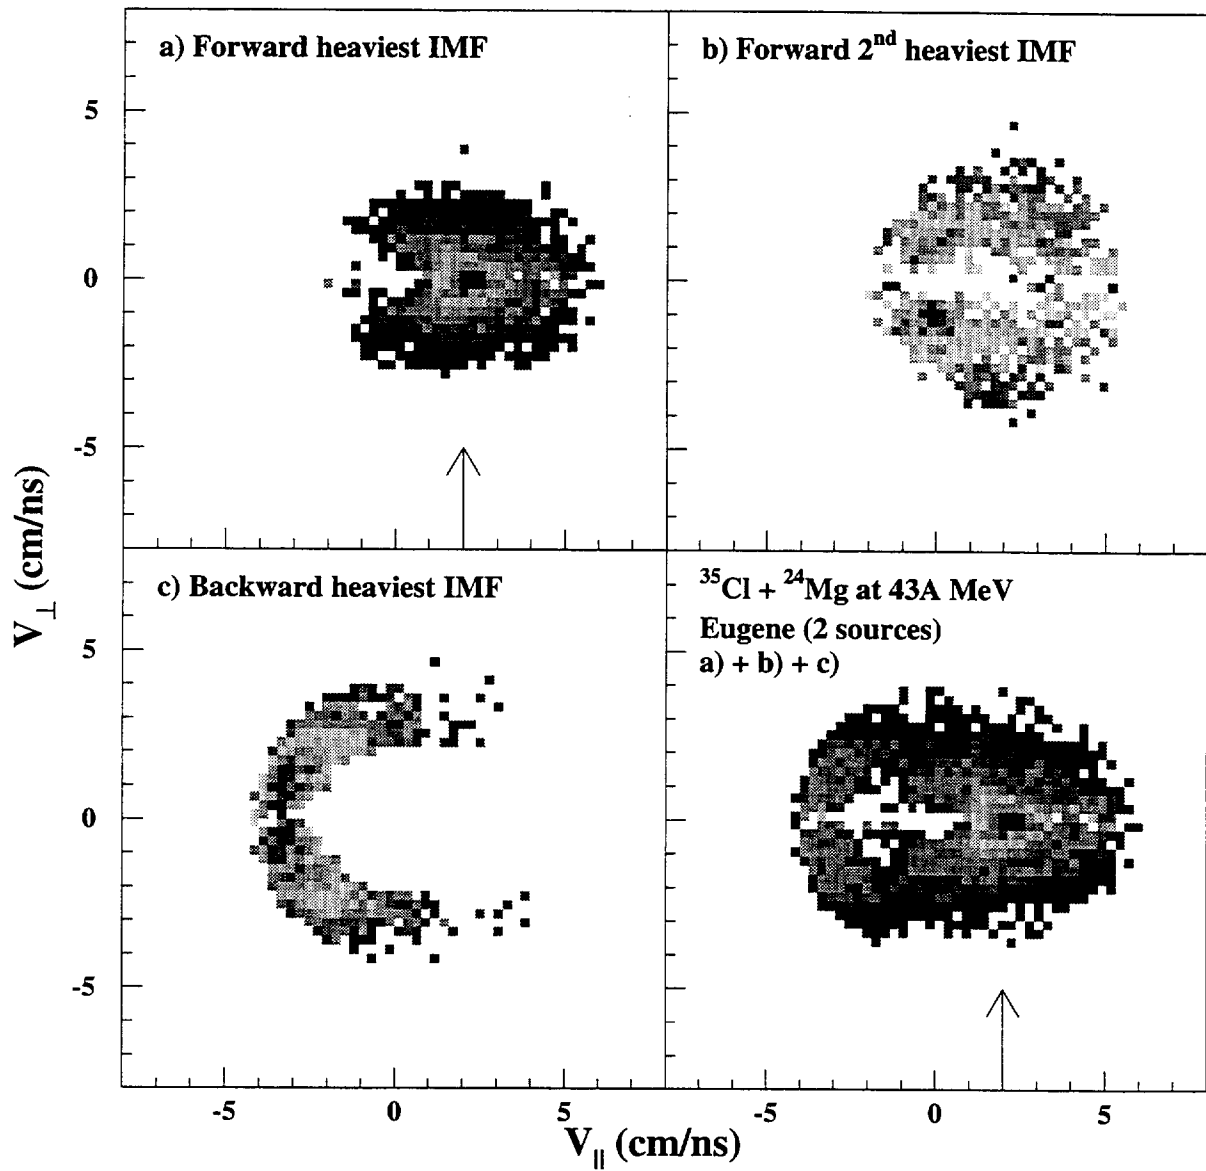 a) Forward heaviest IMF
b) Forward 2nd heaviest IMF
5
0
-5
c) Backward heaviest IMF
35Cl + 24Mg at 43A MeV
Eugene (2 sources)
a) + b) + c)
5
0
-5
V⊥ (cm/ns)
-5 0 5
-5 0 5
V|| (cm/ns)